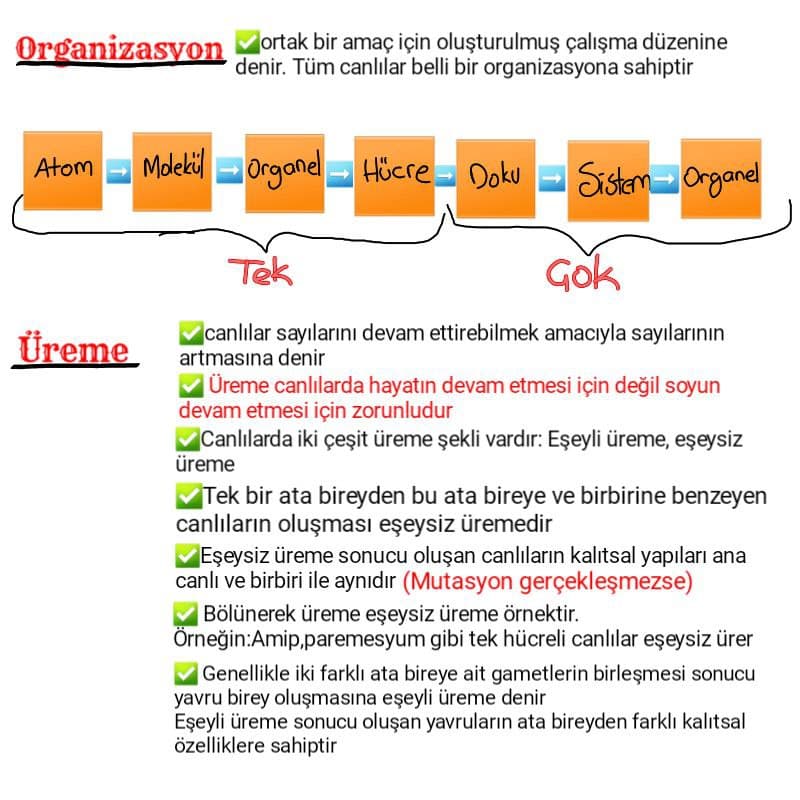 Organizasyon
✅ortak bir amaç için oluşturulmuş çalışma düzenine
denir. Tüm canlılar belli bir organizasyona sahiptir
Atom → Molekül → Organel → Hücre → Doku → Sistem → Organel
Tek
Gok
Üreme
✅canlılar sayılarını devam ettirebilmek amacıyla sayılarının
artmasına denir
✅ Üreme canlılarda hayatın devam etmesi için değil soyun
devam etmesi için zorunludur
✅Canlılarda iki çeşit üreme şekli vardır: Eşeyli üreme, eşeysiz
üreme
✅Tek bir ata bireyden bu ata bireye ve birbirine benzeyen
canlıların oluşması eşeysiz üremedir
✅Eşeysiz üreme sonucu oluşan canlıların kalıtsal yapıları ana
canlı ve birbiri ile aynıdır (Mutasyon gerçekleşmezse)
✅ Bölünerek üreme eşeysiz üreme örnektir.
Örneğin:Amip,paremesyum gibi tek hücreli canlılar eşeysiz ürer
✅ Genellikle iki farklı ata bireye ait gametlerin birleşmesi sonucu
yavru birey oluşmasına eşeyli üreme denir
Eşeyli üreme sonucu oluşan yavruların ata bireyden farklı kalıtsal
özelliklere sahiptir